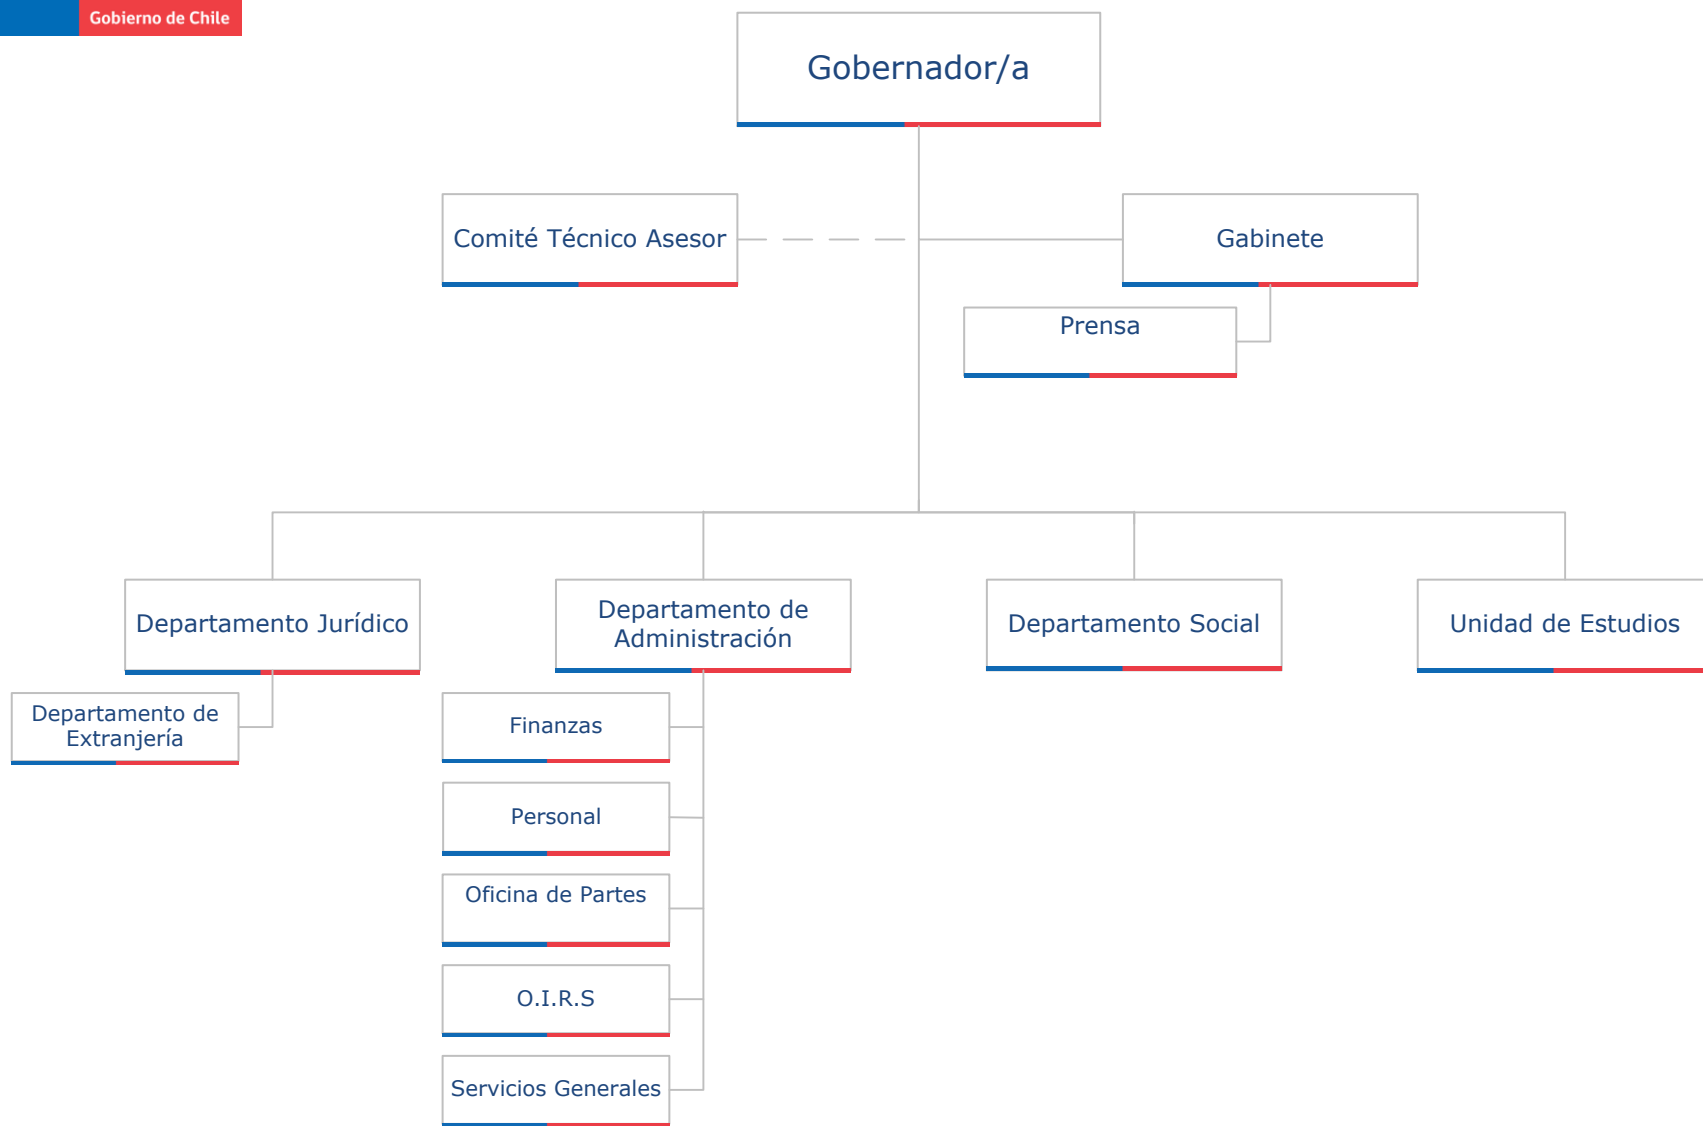 Gobierno de Chile
Gobernador/a
Comité Técnico Asesor
Gabinete
Prensa
Departamento Jurídico
Departamento de
Administración
Departamento Social
Unidad de Estudios
Departamento de
Extranjería
Finanzas
Personal
Oficina de Partes
O.I.R.S
Servicios Generales